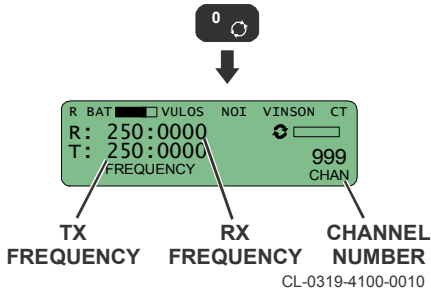 0
R BAT VULOS NOI VINSON CT
R: 250:0000
T: 250:0000
999
FREQUENCY
CHAN
TX FREQUENCY
RX FREQUENCY
CHANNEL NUMBER
CL-0319-4100-0010